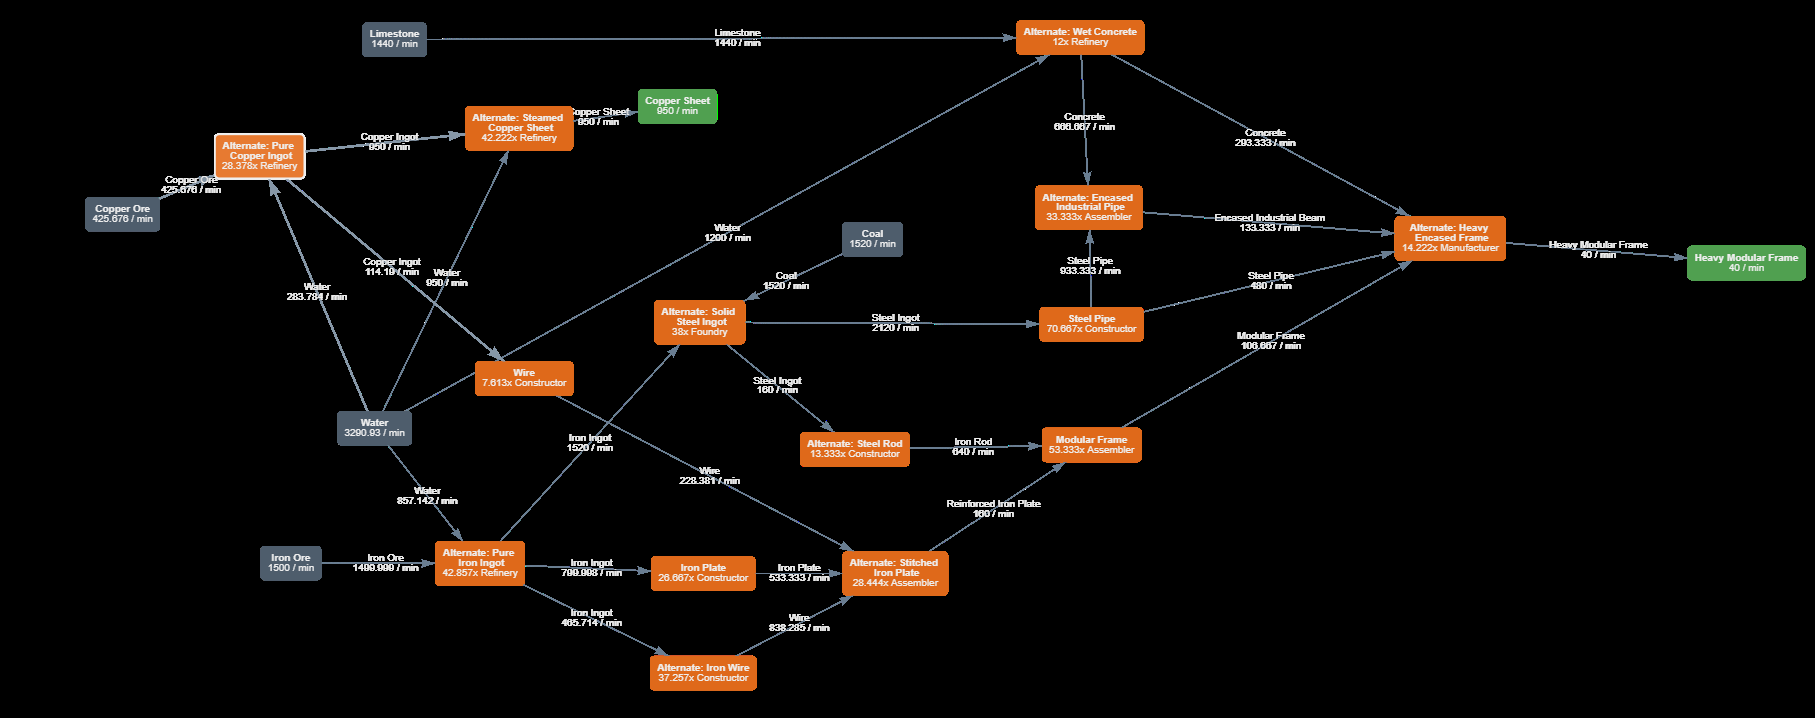 Limestone
1440 / min
Limestone
1440 / min
Alternate: Wet Concrete
12x Refinery
Copper Sheet
950 / min
Copper Sheet
950 / min
Alternate: Steamed
Copper Sheet
42.222x Refinery
Copper Ingot
950 / min
Alternate: Pure
Copper Ingot
28.378x Refinery
Copper Ore
425.676 / min
Copper Ore
425.676 / min
Concrete
666.667 / min
Concrete
293.333 / min
Alternate: Encased
Industrial Pipe
33.333x Assembler
Encased Industrial Beam
133.333 / min
Alternate: Heavy
Encased Frame
14.222x Manufacturer
Heavy Modular Frame
40 / min
Heavy Modular Frame
40 / min
Water
1200 / min
Coal
1520 / min
Coal
1520 / min
Copper Ingot
114.19 / min
Water
950 / min
Water
283.784 / min
Steel Pipe
933.333 / min
Steel Pipe
480 / min
Alternate: Solid
Steel Ingot
38x Foundry
Steel Ingot
2120 / min
Steel Pipe
70.667x Constructor
Modular Frame
106.667 / min
Wire
7.613x Constructor
Steel Ingot
160 / min
Water
3290.93 / min
Iron Ingot
1520 / min
Alternate: Steel Rod
13.333x Constructor
Iron Rod
640 / min
Modular Frame
53.333x Assembler
Wire
228.381 / min
Water
857.142 / min
Reinforced Iron Plate
160 / min
Iron Ore
1500 / min
Iron Ore
1499.999 / min
Alternate: Pure
Iron Ingot
42.857x Refinery
Iron Ingot
799.998 / min
Iron Plate
26.667x Constructor
Iron Plate
533.333 / min
Alternate: Stitched
Iron Plate
28.444x Assembler
Iron Ingot
465.714 / min
Wire
838.285 / min
Alternate: Iron Wire
37.257x Constructor